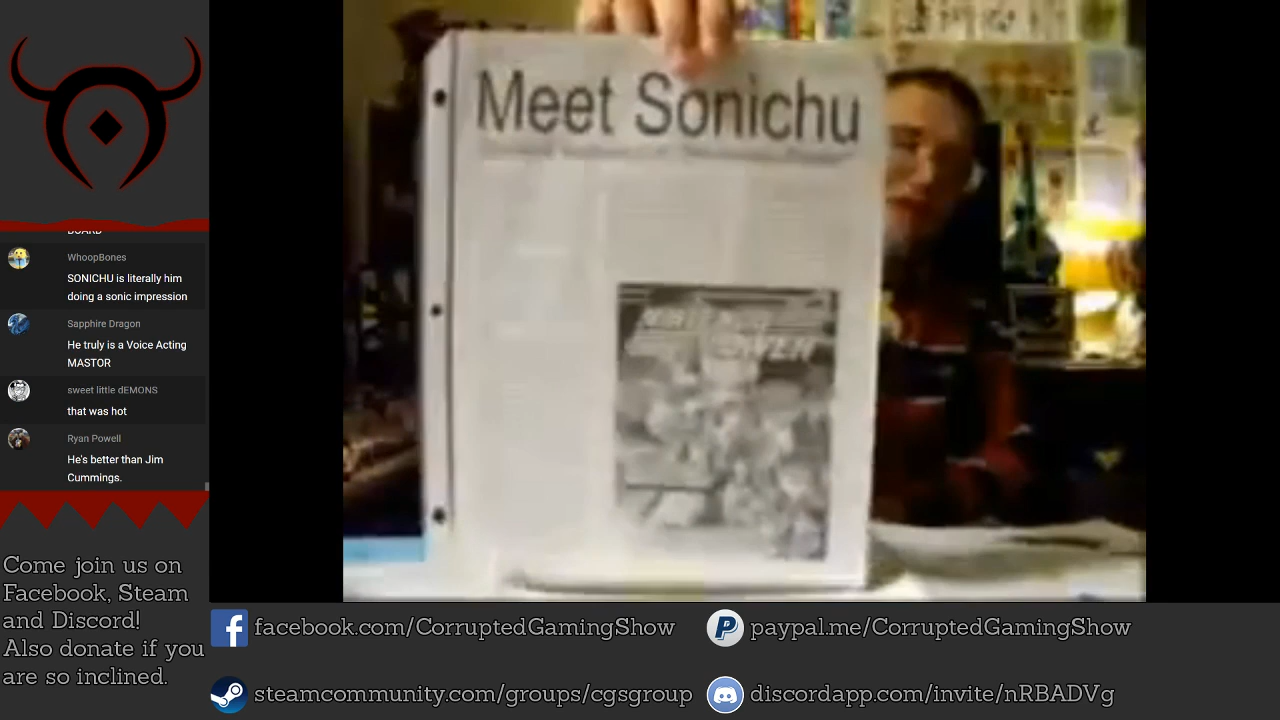 Meet Sonichu
BOARD
WhoopBones
SONICHU is literally him
doing a sonic impression
Sapphire Dragon
He truly is a Voice Acting
MASTOR
sweet little dEMONS
that was hot
Ryan Powell
He's better than Jim
Cummings.
Come join us on
Facebook, Steam
and Discord!
Also donate if you
are so inclined.
facebook.com/CorruptedGamingShow
paypal.me/CorruptedGamingShow
steamcommunity.com/groups/cgsgroup
discordapp.com/invite/nRBADVg